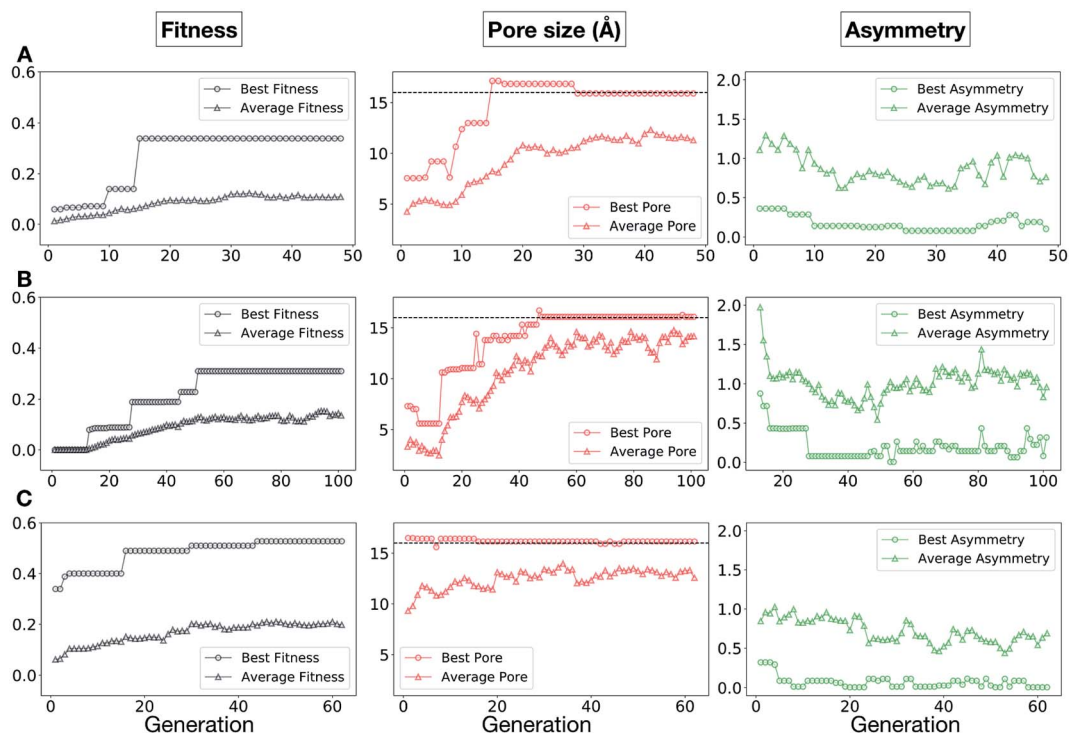 Fitness
Pore size (Å)
Asymmetry
A
0.6
0.4
0.2
0.0
Best Fitness
Average Fitness
0 10 20 30 40 50
15
10
5
Best Pore
Average Pore
0 10 20 30 40 50
2.0
1.5
1.0
0.5
0.0
Best Asymmetry
Average Asymmetry
0 10 20 30 40 50
B
0.6
0.4
0.2
0.0
Best Fitness
Average Fitness
0 20 40 60 80 100
15
10
5
Best Pore
Average Pore
0 20 40 60 80 100
2.0
1.5
1.0
0.5
0.0
Best Asymmetry
Average Asymmetry
20 40 60 80 100
C
0.6
0.4
0.2
0.0
Best Fitness
Average Fitness
0 20 40 60
Generation
15
10
5
Best Pore
Average Pore
0 20 40 60
Generation
2.0
1.5
1.0
0.5
0.0
Best Asymmetry
Average Asymmetry
0 20 40 60
Generation